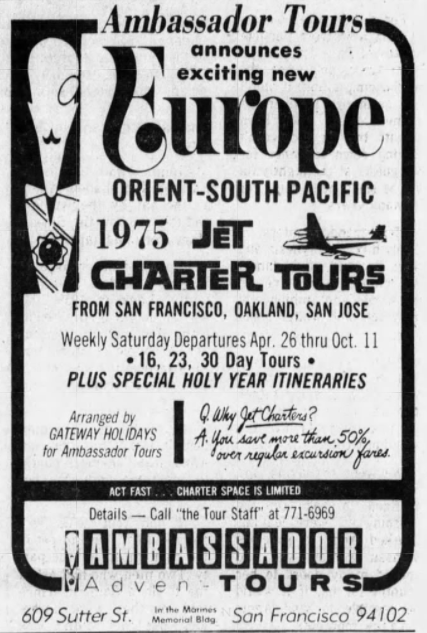 Ambassador Tours
announces
exciting new
Europe
ORIENT-SOUTH PACIFIC
1975 JET
CHARTER TOURS
FROM SAN FRANCISCO, OAKLAND, SAN JOSE
Weekly Saturday Departures Apr. 26 thru Oct. 11
• 16, 23, 30 Day Tours •
PLUS SPECIAL HOLY YEAR ITINERARIES
Arranged by
GATEWAY HOLIDAYS
for Ambassador Tours
Q. Why Jet Charters?
A. You save more than 50%
over regular excursion fares.
ACT FAST . . . CHARTER SPACE IS LIMITED
Details — Call "the Tour Staff" at 771-6969
AMBASSADOR
Adven-TOURS
609 Sutter St. In the Marines Memorial Bldg. San Francisco 94102